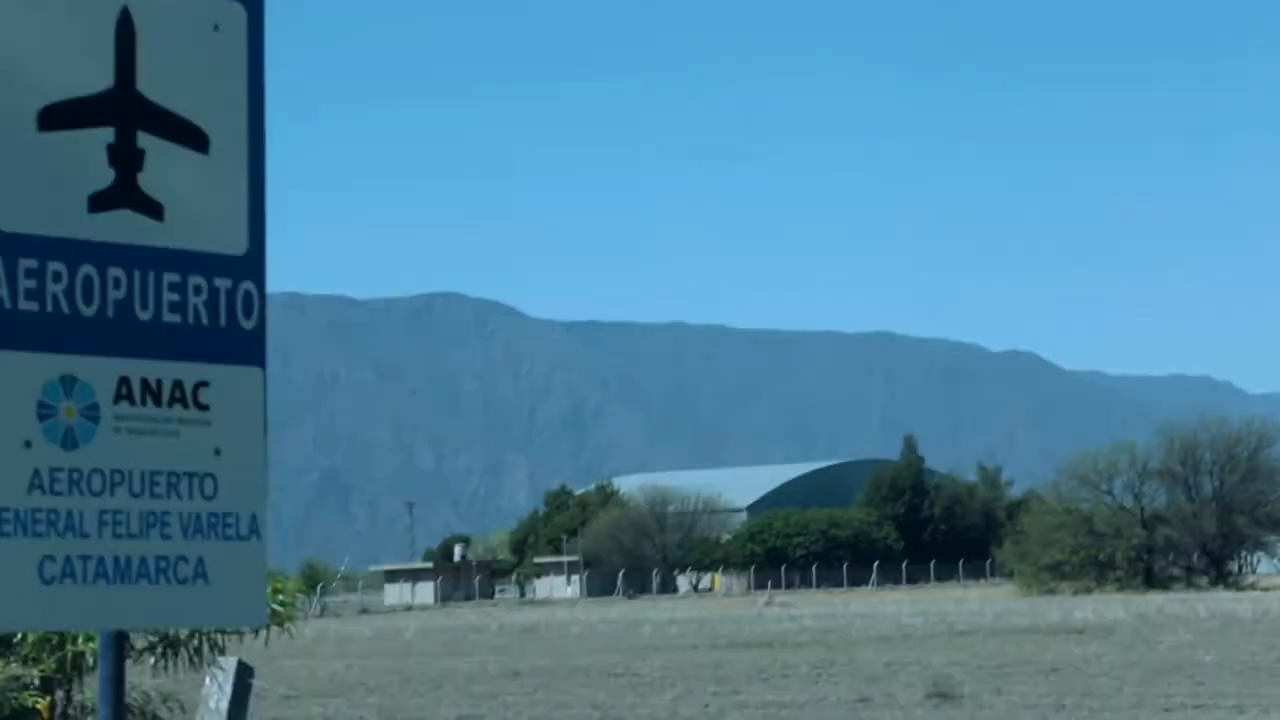 AEROPUERTO
ANAC
AEROPUERTO
ENERAL FELIPE VARELA
CATAMARCA